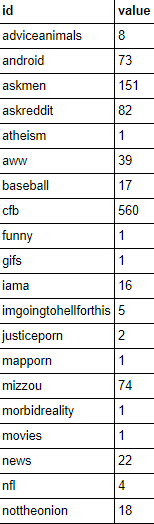 id value
adviceanimals 8
android 73
askmen 151
askreddit 82
atheism 1
aww 39
baseball 17
cfb 560
funny 1
gifs 1
iama 16
imgoingtohellforthis 5
justiceporn 2
mapporn 1
mizzou 74
morbidreality 1
movies 1
news 22
nfl 4
nottheonion 18